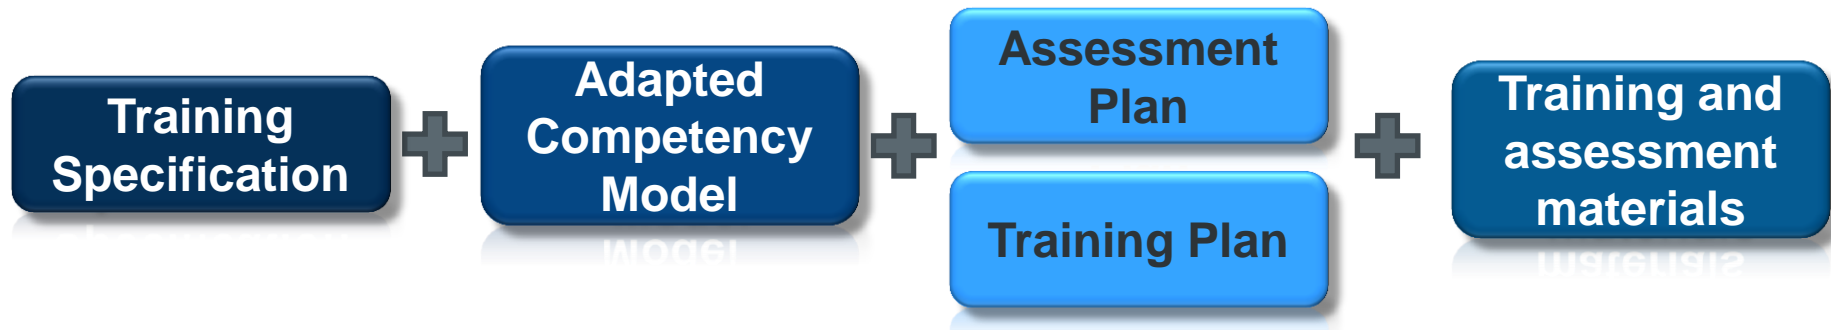 Training
Specification
Adapted
Competency
Model
Assessment
Plan
Training Plan
Training and
assessment
materials